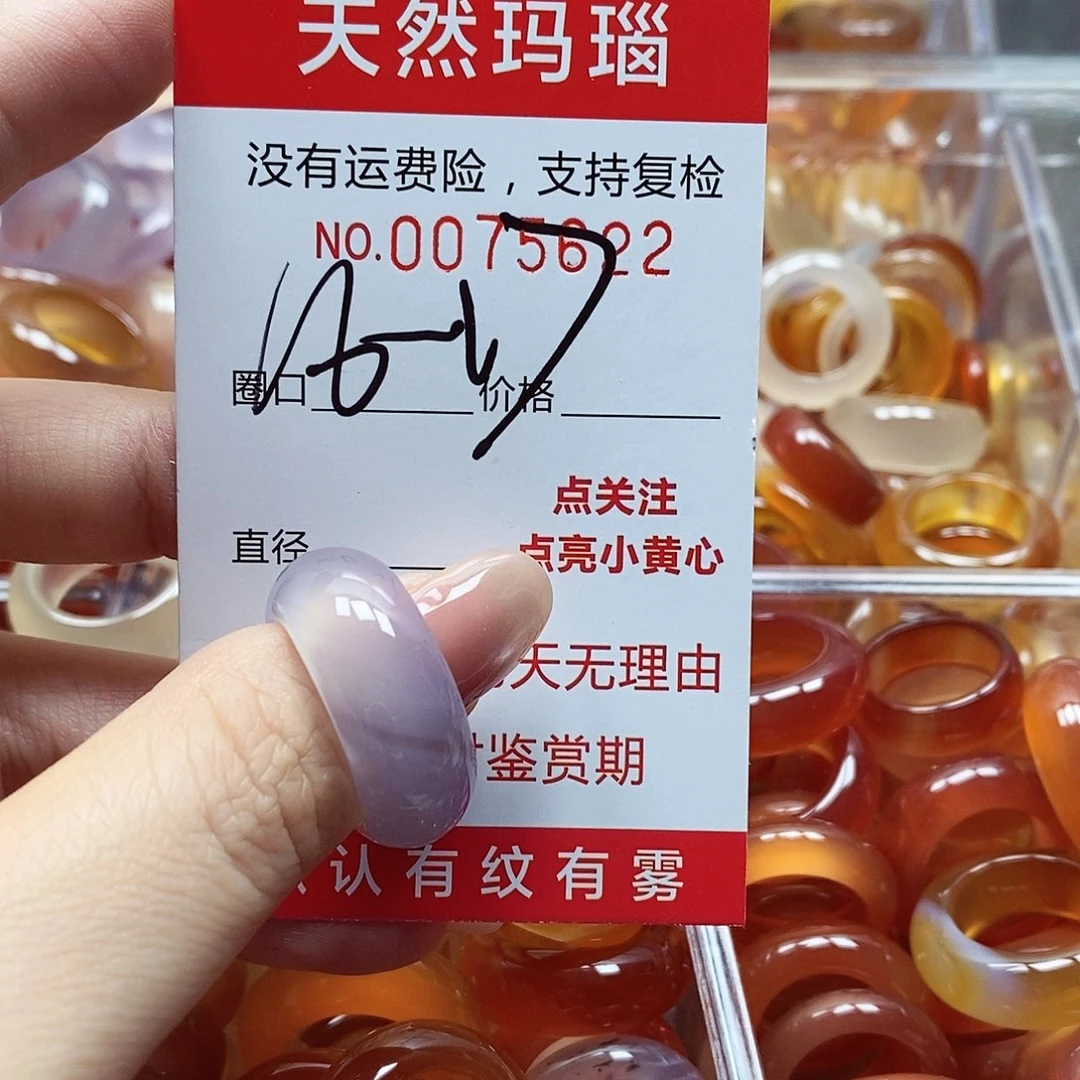 天然玛瑙
没有运费险，支持复检
NO.0075622
圈口 价格
点关注
直径 点亮小黄心
天无理由
鉴赏期
认有纹有雾